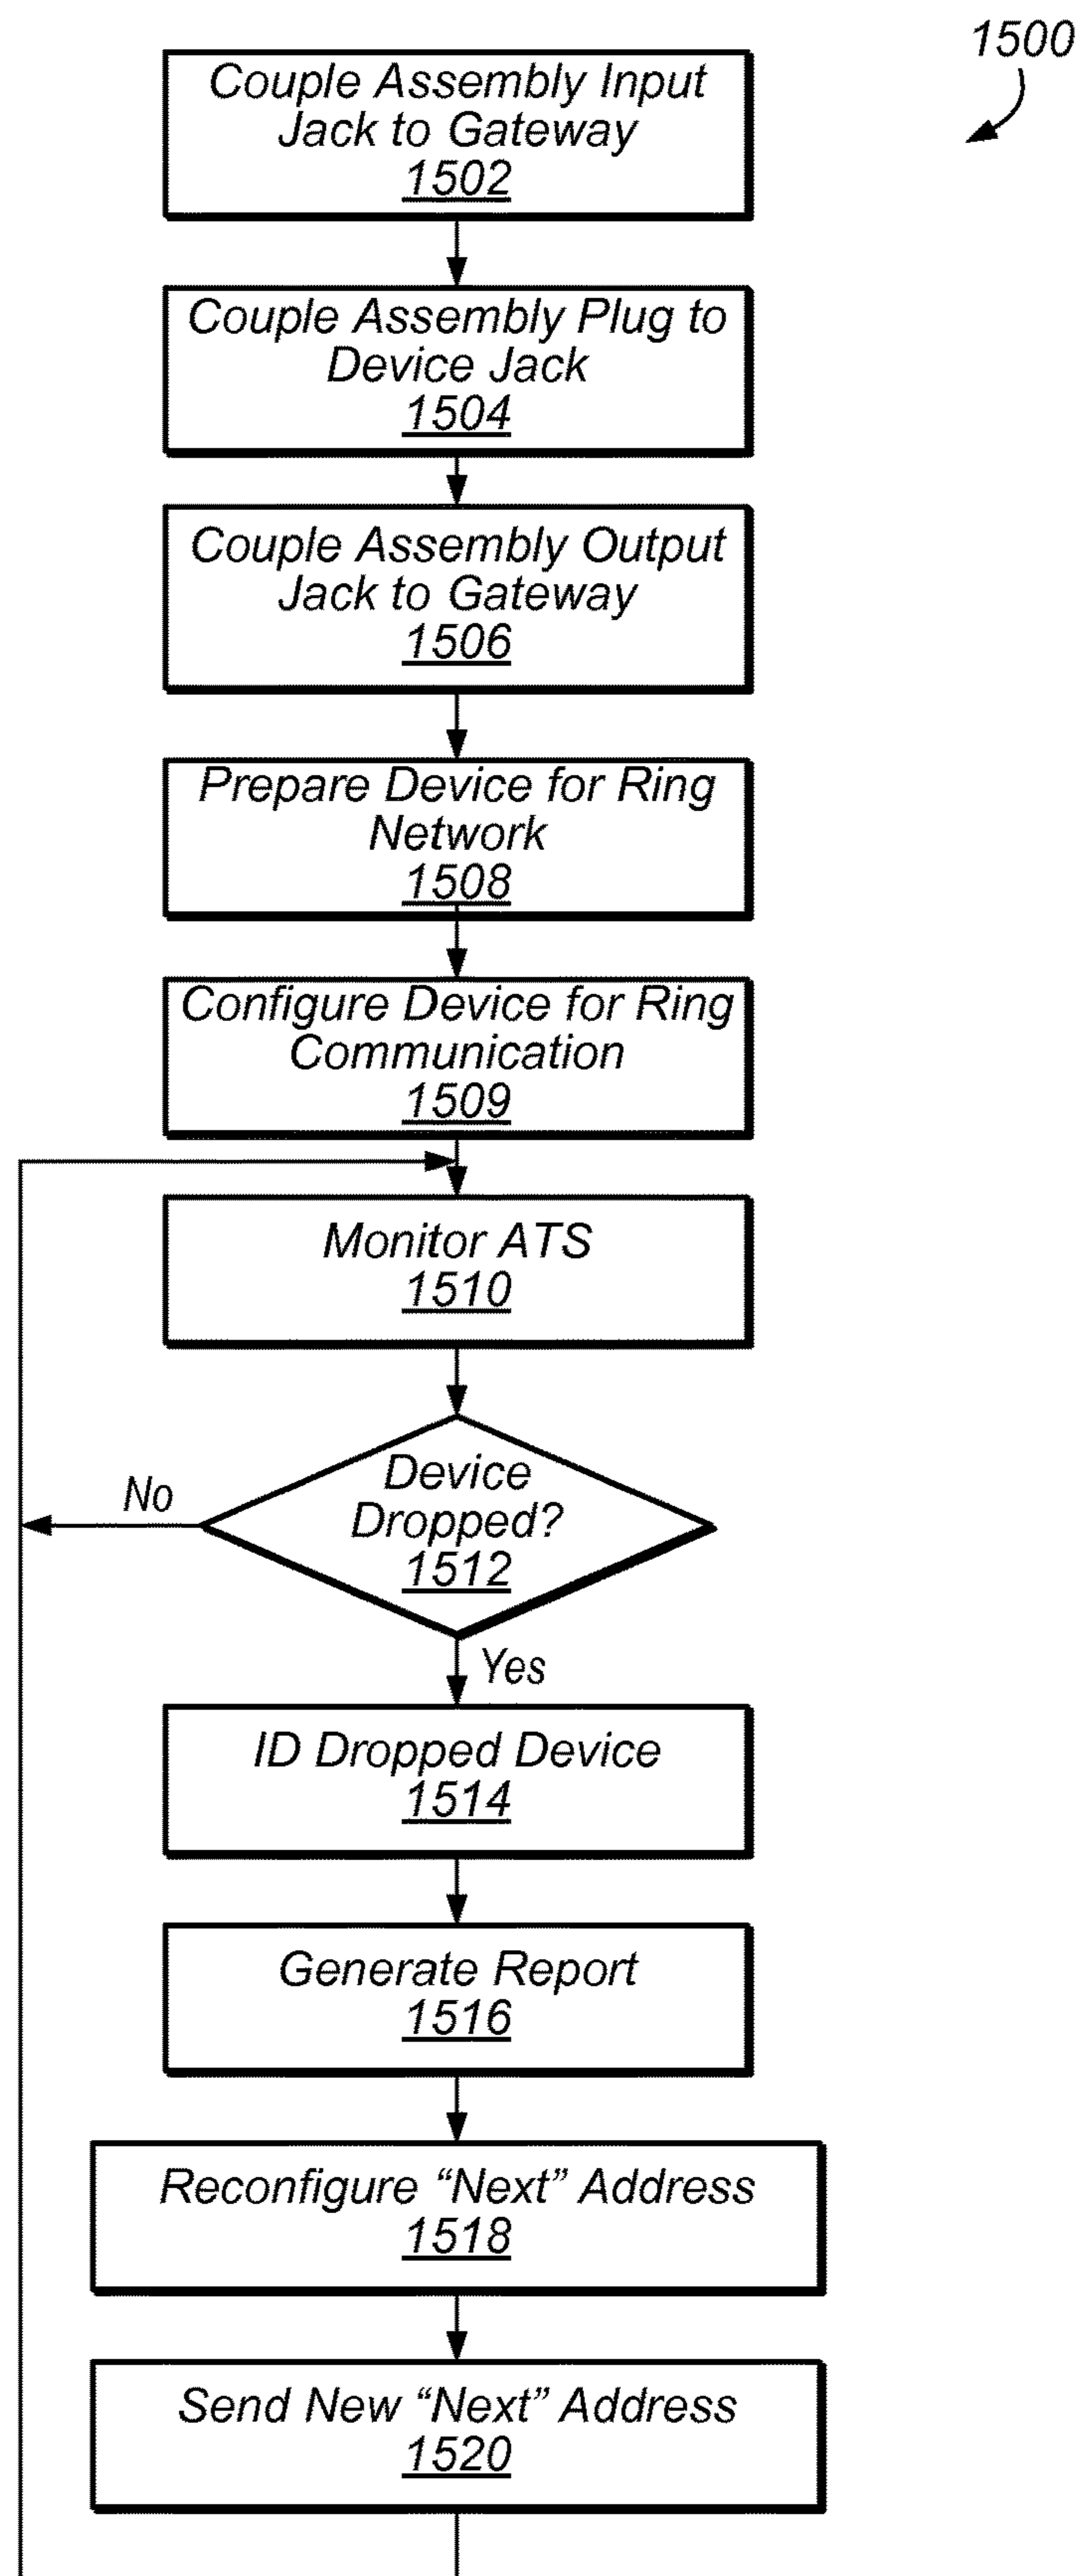 1500
Couple Assembly Input
Jack to Gateway
1502
Couple Assembly Plug to
Device Jack
1504
Couple Assembly Output
Jack to Gateway
1506
Prepare Device for Ring
Network
1508
Configure Device for Ring
Communication
1509
Monitor ATS
1510
Device
Dropped?
1512
No
Yes
ID Dropped Device
1514
Generate Report
1516
Reconfigure “Next” Address
1518
Send New “Next” Address
1520